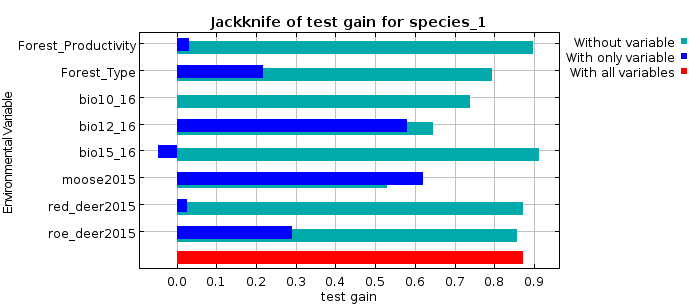 Jackknife of test gain for species_1
Environmental Variable
Forest_Productivity
Forest_Type
bio10_16
bio12_16
bio15_16
moose2015
red_deer2015
roe_deer2015
0.0 0.1 0.2 0.3 0.4 0.5 0.6 0.7 0.8 0.9
test gain
Without variable
With only variable
With all variables